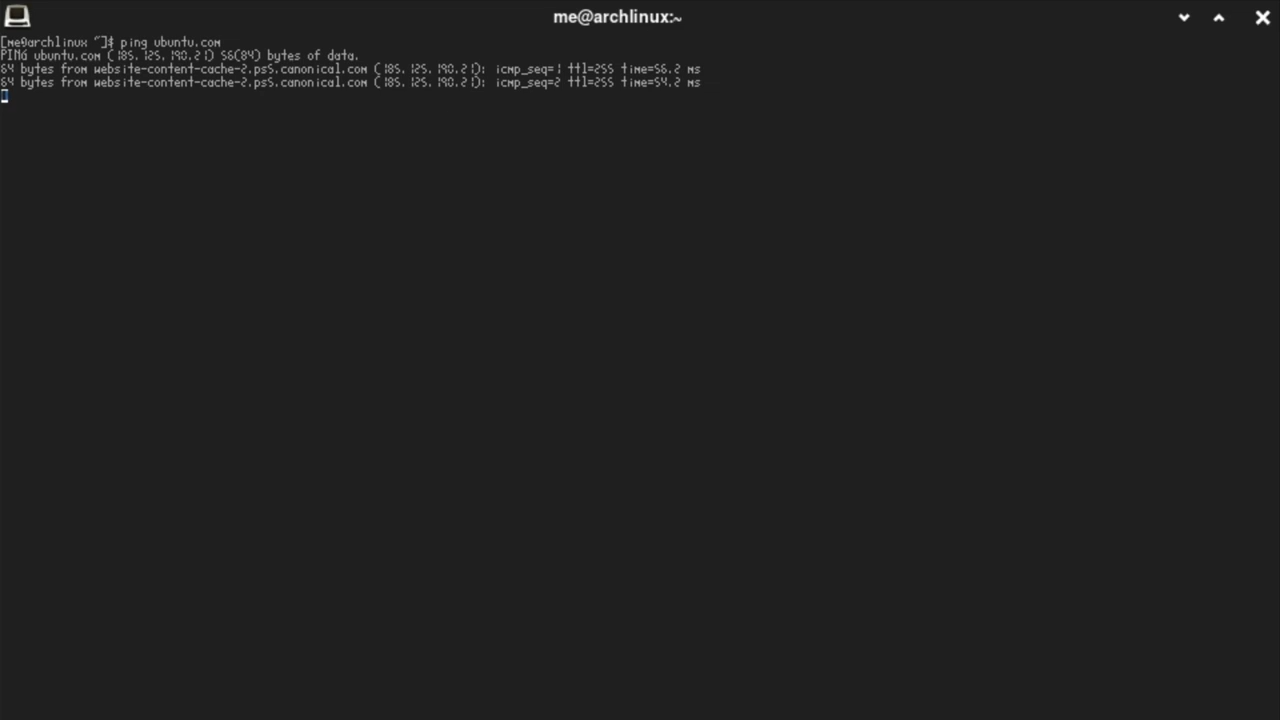 me@archlinux:~
[me@archlinux ~]$ ping ubuntu.com
PING ubuntu.com (185.125.190.21) 56(84) bytes of data.
64 bytes from website-content-cache-2.ps5.canonical.com (185.125.190.21): icmp_seq=1 ttl=255 time=56.2 ms
64 bytes from website-content-cache-2.ps5.canonical.com (185.125.190.21): icmp_seq=2 ttl=255 time=54.2 ms